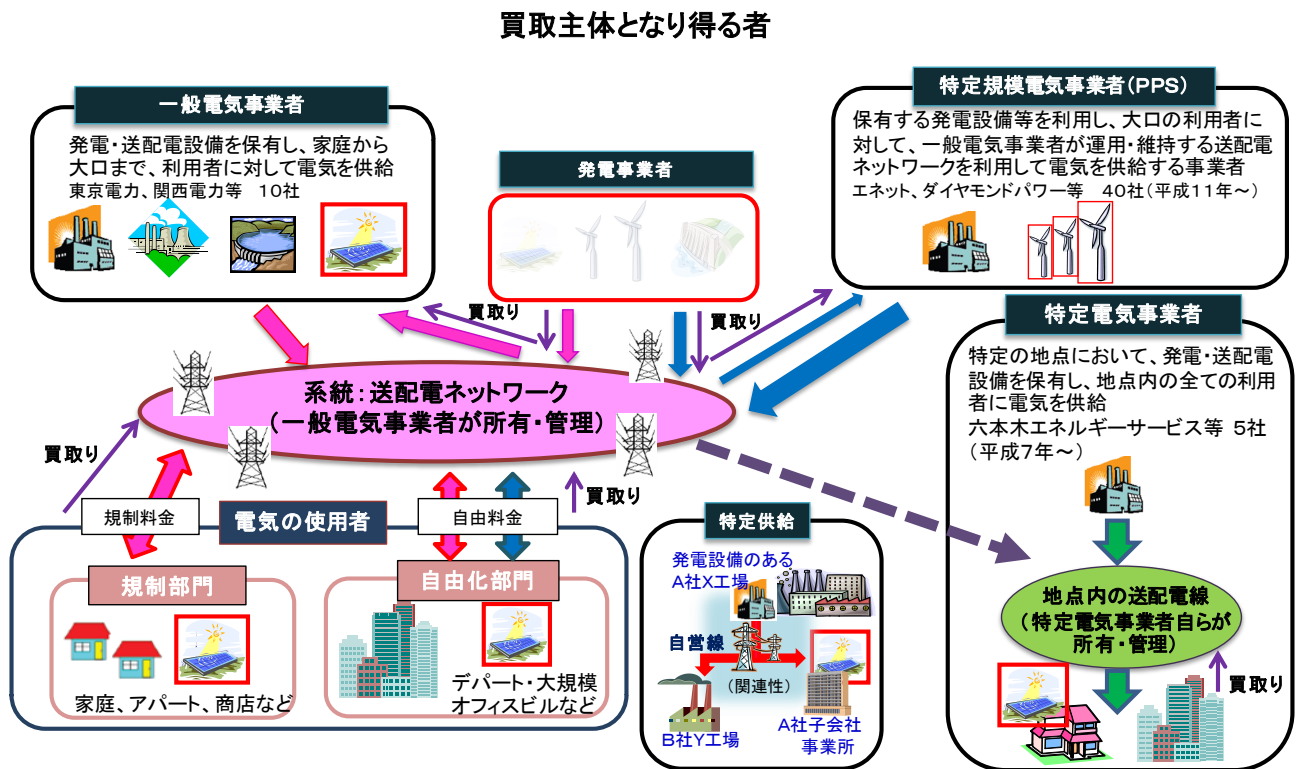 買取主体となり得る者
一般電気事業者
発電・送配電設備を保有し、家庭から
大口まで、利用者に対して電気を供給
東京電力、関西電力等 10社
発電事業者
特定規模電気事業者(PPS)
保有する発電設備等を利用し、大口の利用者に
対して、一般電気事業者が運用・維持する送配電
ネットワークを利用して電気を供給する事業者
エネット、ダイヤモンドパワー等 40社(平成11年~)
買取り
買取り
系統:送配電ネットワーク
(一般電気事業者が所有・管理)
特定電気事業者
特定の地点において、発電・送配電
設備を保有し、地点内の全ての利用
者に電気を供給
六本木エネルギーサービス等 5社
(平成7年~)
買取り
買取り
規制料金
電気の使用者
自由料金
規制部門
家庭、アパート、商店など
自由化部門
デパート・大規模
オフィスビルなど
特定供給
発電設備のある
A社X工場
自営線
(関連性)
B社Y工場
A社子会社
事業所
地点内の送配電線
(特定電気事業者自らが
所有・管理)
買取り